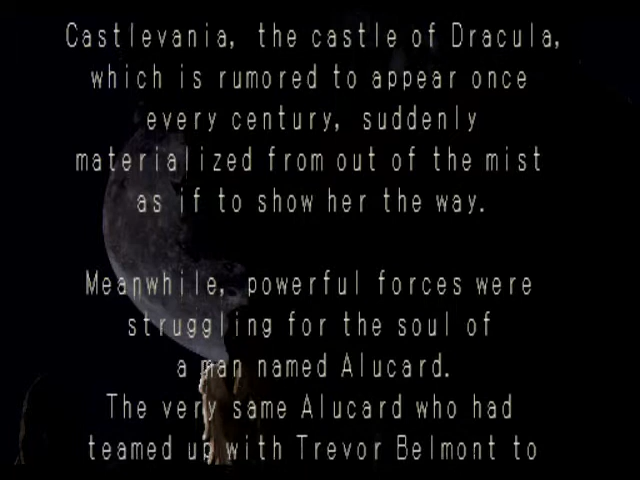 Castlevania, the castle of Dracula,
which is rumored to appear once
every century, suddenly
materialized from out of the mist
as if to show her the way.
Meanwhile, powerful forces were
struggling for the soul of
a man named Alucard.
The very same Alucard who had
teamed up with Trevor Belmont to